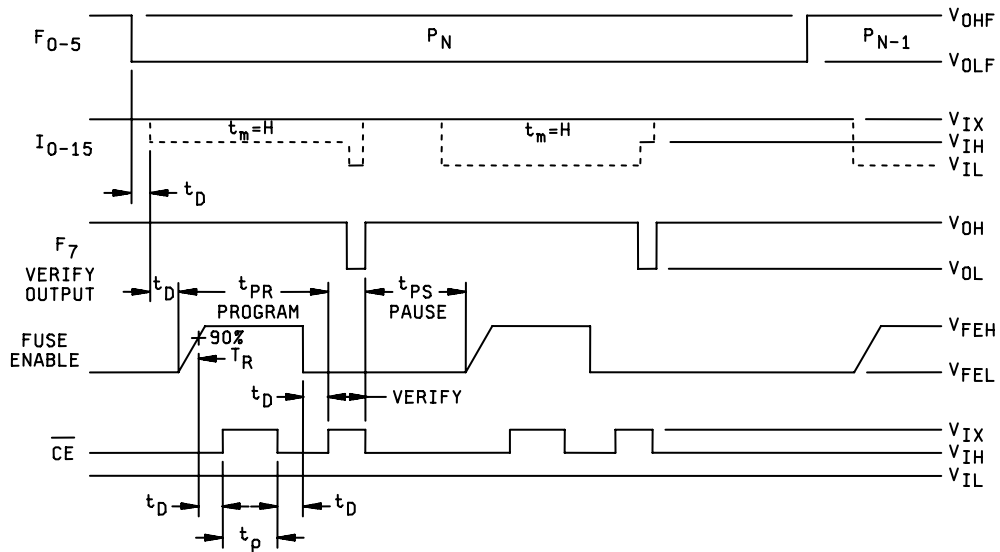 F0-5 PN PN-1 VOHF
VOLF
I0-15 tm=H tm=H VIX
VIH
VIL
tD
F7 VOH
VERIFY
OUTPUT VOL
tD tPR tPS
PROGRAM PAUSE
FUSE
ENABLE 90% VFEH
TR
VFEL
tD VERIFY
CE VIX
VIH
VIL
tD tD
tp